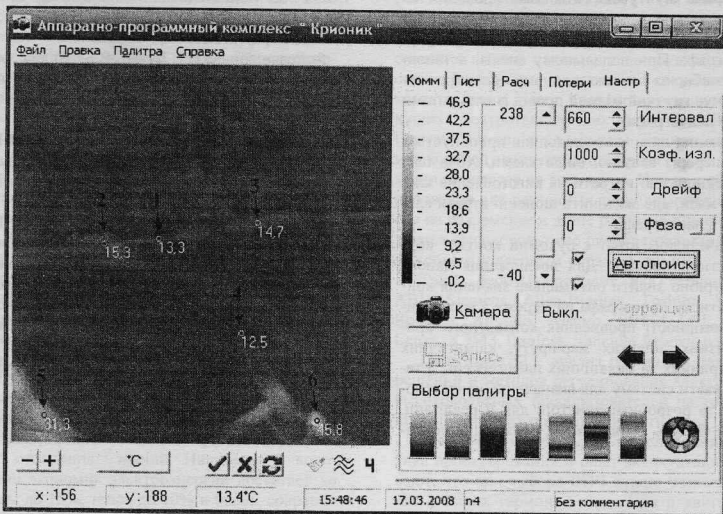 Аппаратно-программный комплекс " Крионик "
Файл Правка Палитра Справка
Комм Гист Расч Потери Настр
46,9
42,2
37,5
32,7
28,0
23,3
18,6
13,9
9,2
4,5
-0,2
238
-40
660 Интервал
1000 Коэф. изл.
0 Дрейф
0 Фаза
Автопоиск
Камера Выкл. Коррекция
Запись
Выбор палитры
2 1 3
15,3 13,3 14,7
4
12,5
5 6
31,3 45,8
°C Ч
x: 156 y: 188 13,4°C 15:48:46 17.03.2008 n4 Без комментария